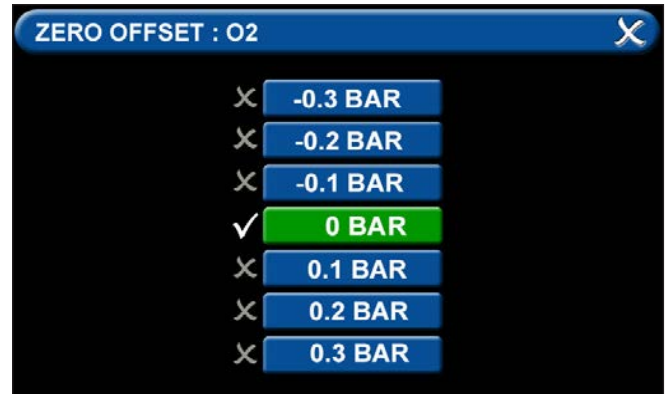 ZERO OFFSET : O2
-0.3 BAR
-0.2 BAR
-0.1 BAR
0 BAR
0.1 BAR
0.2 BAR
0.3 BAR